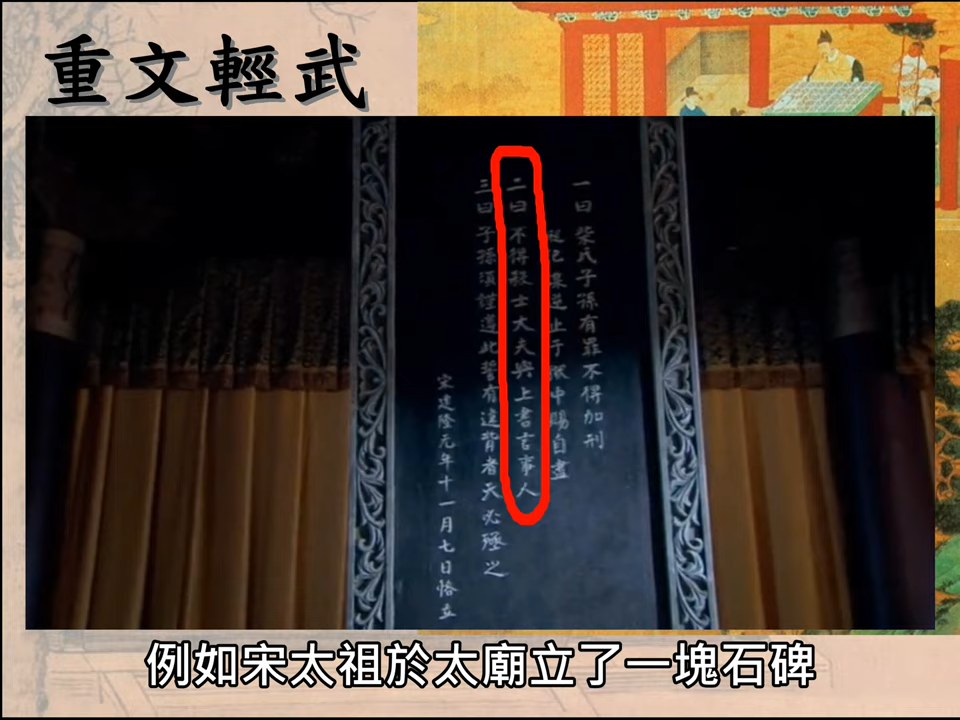 重文輕武
一曰柴氏子孫有罪不得加刑
縱犯謀逆止于獄中賜自盡
二曰不得殺士大夫與上書言事人
三曰子孫須謹遵此誓有違背者天必殛之
宋建隆元年十一月七日恪立
例如宋太祖於太廟立了一塊石碑